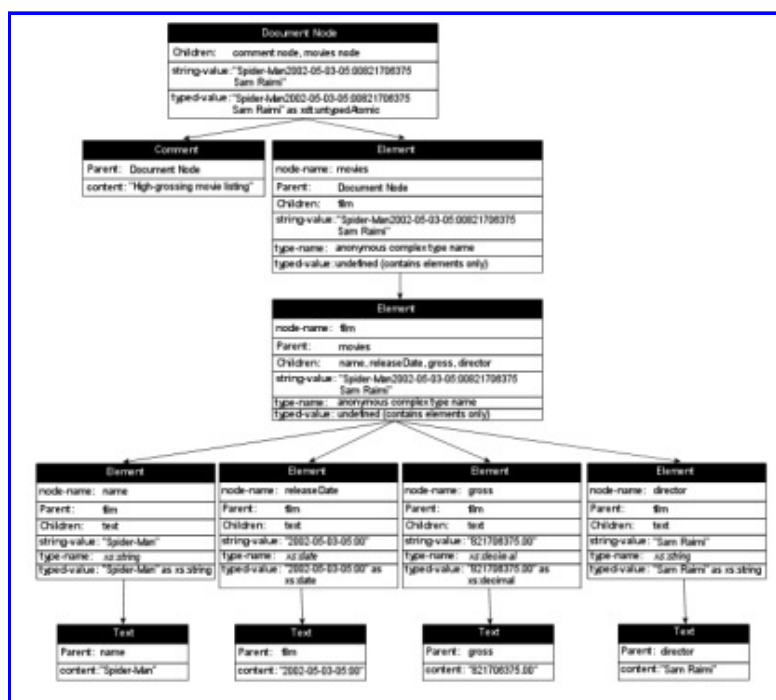 Document Node
Children: comment node, movies node
string-value: "Spider-Man2002-05-03-05:00821706375
Sam Raimi"
typed-value: "Spider-Man2002-05-03-05:00821706375
Sam Raimi" as xdt:untypedAtomic
Comment
Parent: Document Node
content: "High-grossing movie listing"
Element
node-name: movies
Parent: Document Node
Children: film
string-value: "Spider-Man2002-05-03-05:00821706375
Sam Raimi"
type-name: anonymous complex type name
typed-value: undefined (contains elements only)
Element
node-name: film
Parent: movies
Children: name, releaseDate, gross, director
string-value: "Spider-Man2002-05-03-05:00821706375
Sam Raimi"
type-name: anonymous complex type name
typed-value: undefined (contains elements only)
Element
node-name: name
Parent: film
Children: text
string-value: "Spider-Man"
type-name: xs:string
typed-value: "Spider-Man" as xs:string
Element
node-name: releaseDate
Parent: film
Children: text
string-value: "2002-05-03-05:00"
type-name: xs:date
typed-value: "2002-05-03-05:00" as
xs:date
Element
node-name: gross
Parent: film
Children: text
string-value: "821706375.00"
type-name: xs:decimal
typed-value: "821706375.00" as
xs:decimal
Element
node-name: director
Parent: film
Children: text
string-value: "Sam Raimi"
type-name: xs:string
typed-value: "Sam Raimi" as xs:string
Text
Parent: name
content: "Spider-Man"
Text
Parent: film
content: "2002-05-03-05:00"
Text
Parent: gross
content: "821706375.00"
Text
Parent: director
content: "Sam Raimi"